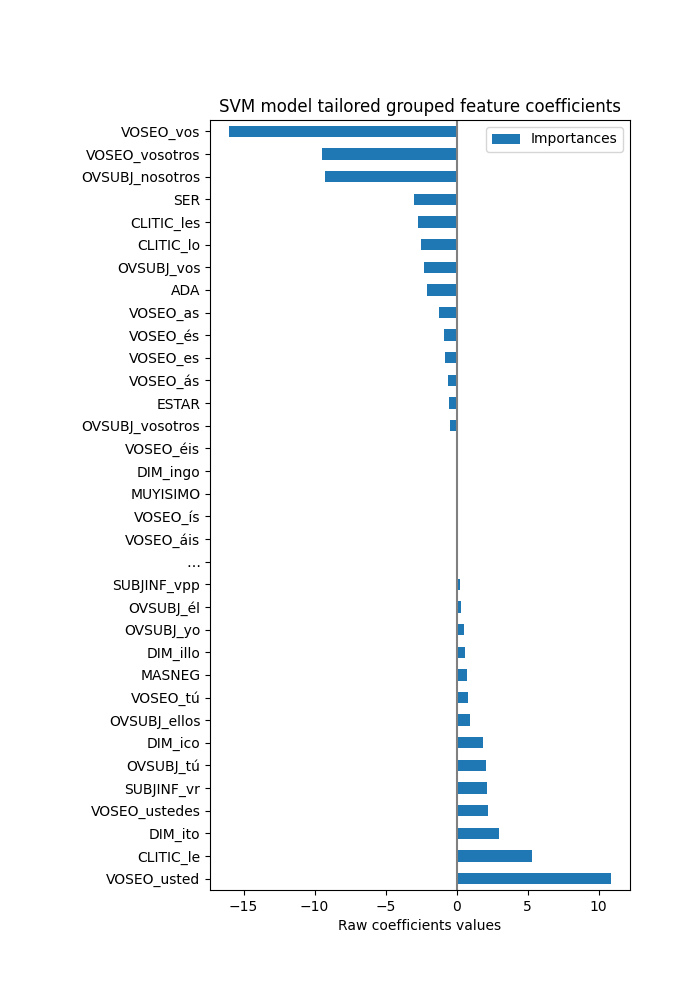 SVM model tailored grouped feature coefficients
Importances
VOSEO_vos
VOSEO_vosotros
OVSUBJ_nosotros
SER
CLITIC_les
CLITIC_lo
OVSUBJ_vos
ADA
VOSEO_as
VOSEO_és
VOSEO_es
VOSEO_ás
ESTAR
OVSUBJ_vosotros
VOSEO_éis
DIM_ingo
MUYISIMO
VOSEO_ís
VOSEO_áis
...
SUBJINF_vpp
OVSUBJ_él
OVSUBJ_yo
DIM_illo
MASNEG
VOSEO_tú
OVSUBJ_ellos
DIM_ico
OVSUBJ_tú
SUBJINF_vr
VOSEO_ustedes
DIM_ito
CLITIC_le
VOSEO_usted
−15 −10 −5 0 5 10
Raw coefficients values